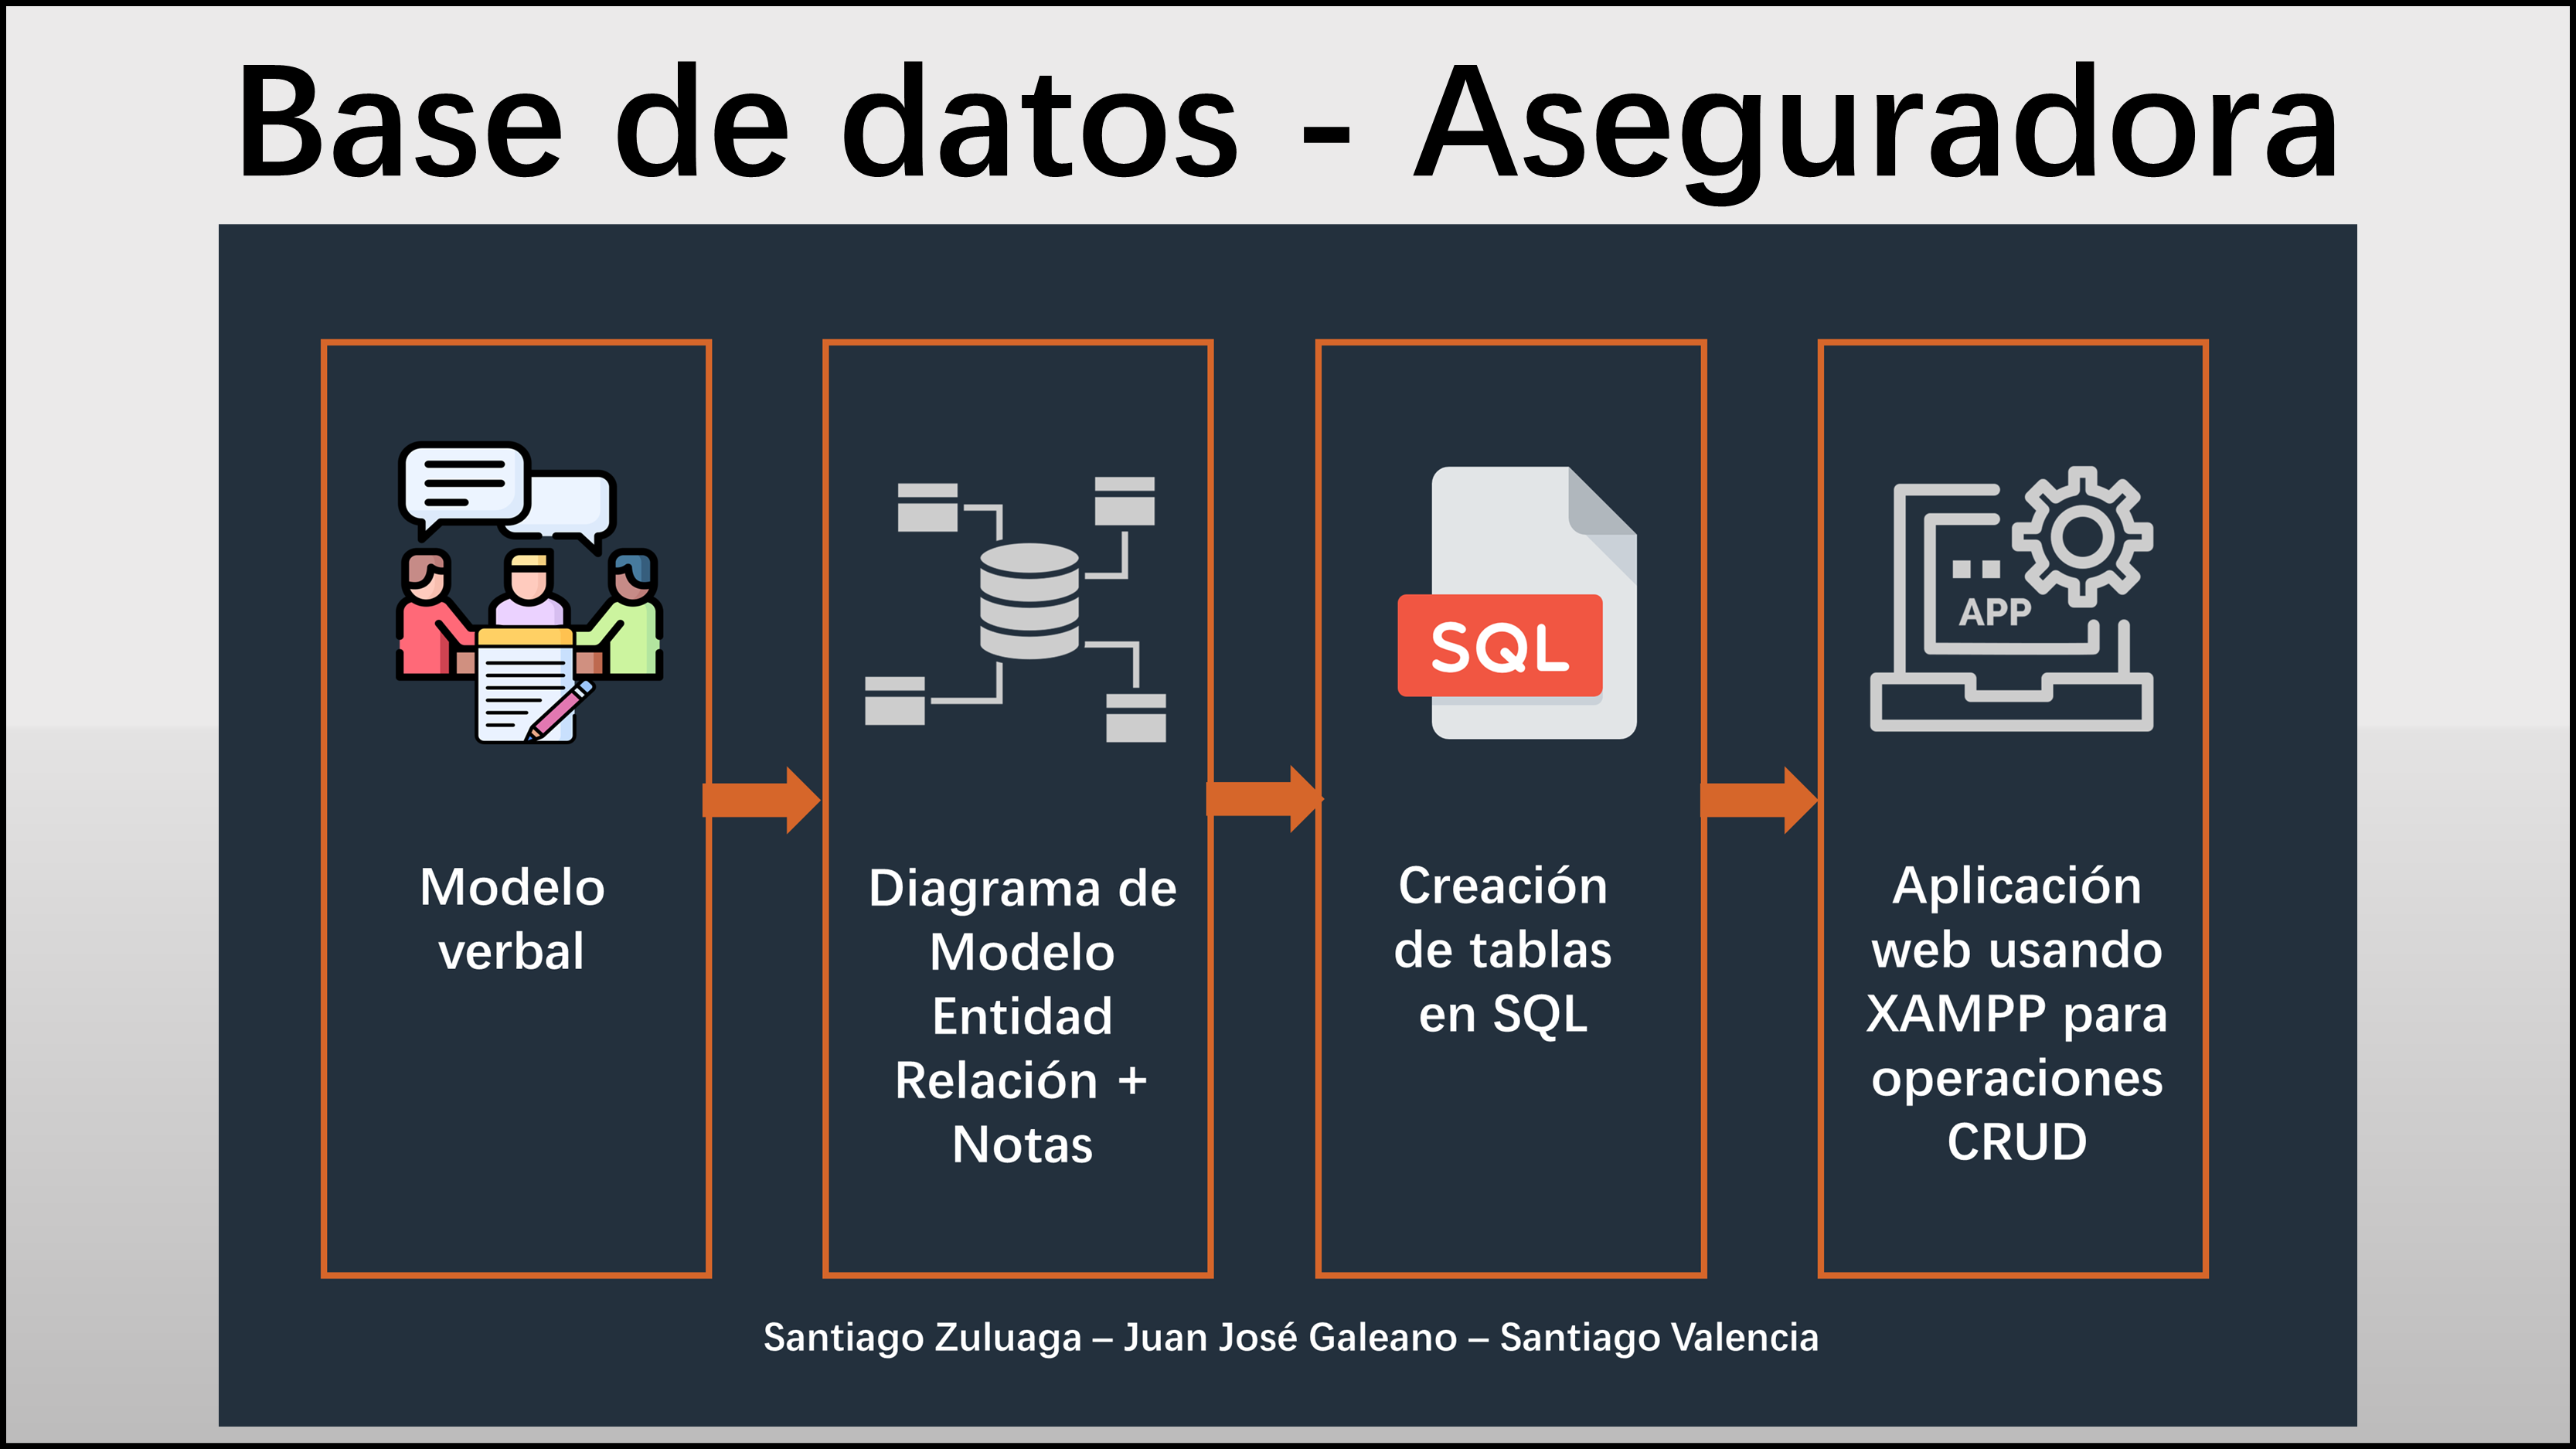 Base de datos - Aseguradora
Modelo
verbal
Diagrama de
Modelo
Entidad
Relación +
Notas
SQL
Creación
de tablas
en SQL
APP
Aplicación
web usando
XAMPP para
operaciones
CRUD
Santiago Zuluaga – Juan José Galeano – Santiago Valencia